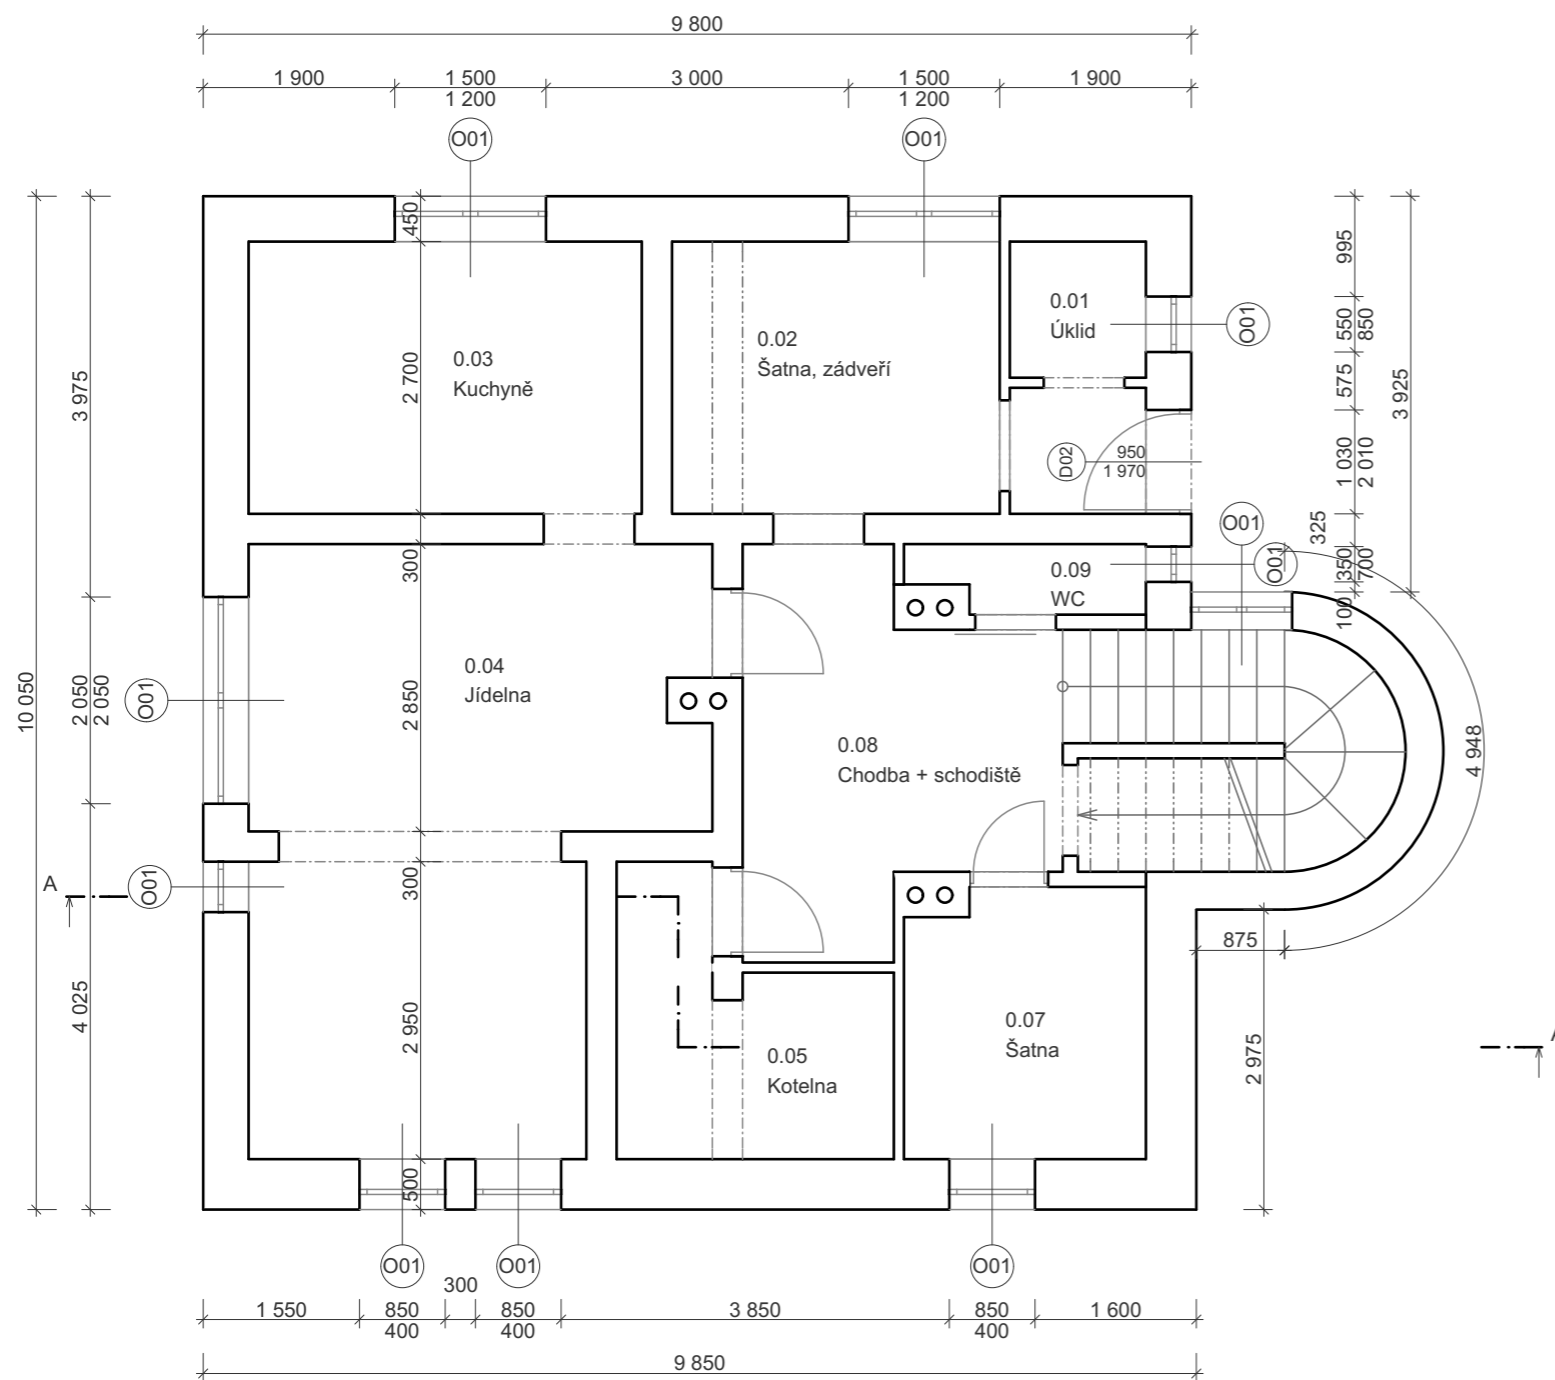 9 800
1 900
1 500
1 200
3 000
1 500
1 200
1 900
O01
O01
10 050
3 975
2 050
2 050
4 025
450
2 700
300
2 850
300
2 950
500
0.03
Kuchyně
0.02
Šatna, zádveří
0.01
Úklid
O01
D02
950
1 970
995
550
850
575
1 030
2 010
325
350
700
100
3 925
O01
O01
0.09
WC
0.04
Jídelna
O01
0.08
Chodba + schodiště
4 948
O01
A
875
2 975
0.07
Šatna
0.05
Kotelna
O01
O01
O01
300
1 550
850
400
850
400
3 850
850
400
1 600
9 850